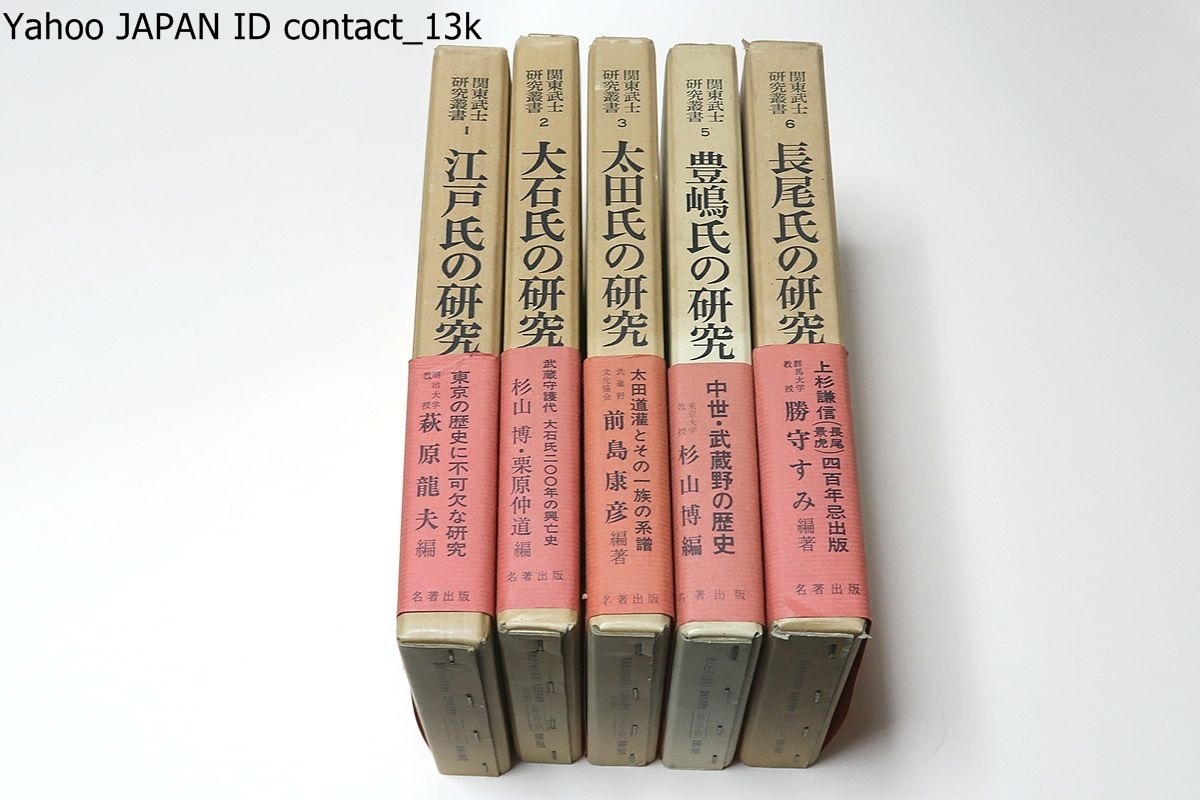 Yahoo JAPAN ID contact_13k
関東武士
研究叢書
1
江戸氏の研究
東京の歴史に不可欠な研究
明治大学
教授
萩原龍夫編
名著出版
関東武士
研究叢書
2
大石氏の研究
武蔵守護代 大石氏二〇〇年の興亡史
杉山 博・栗原仲道編
名著出版
関東武士
研究叢書
3
太田氏の研究
太田道灌とその一族の系譜
武蔵野
文化協会
前島康彦編著
名著出版
関東武士
研究叢書
5
豊嶋氏の研究
中世・武蔵野の歴史
東京大学
教授
杉山博編
名著出版
関東武士
研究叢書
6
長尾氏の研究
上杉謙信(長尾景虎)四百年忌出版
群馬大学
教授
勝守すみ編著
名著出版